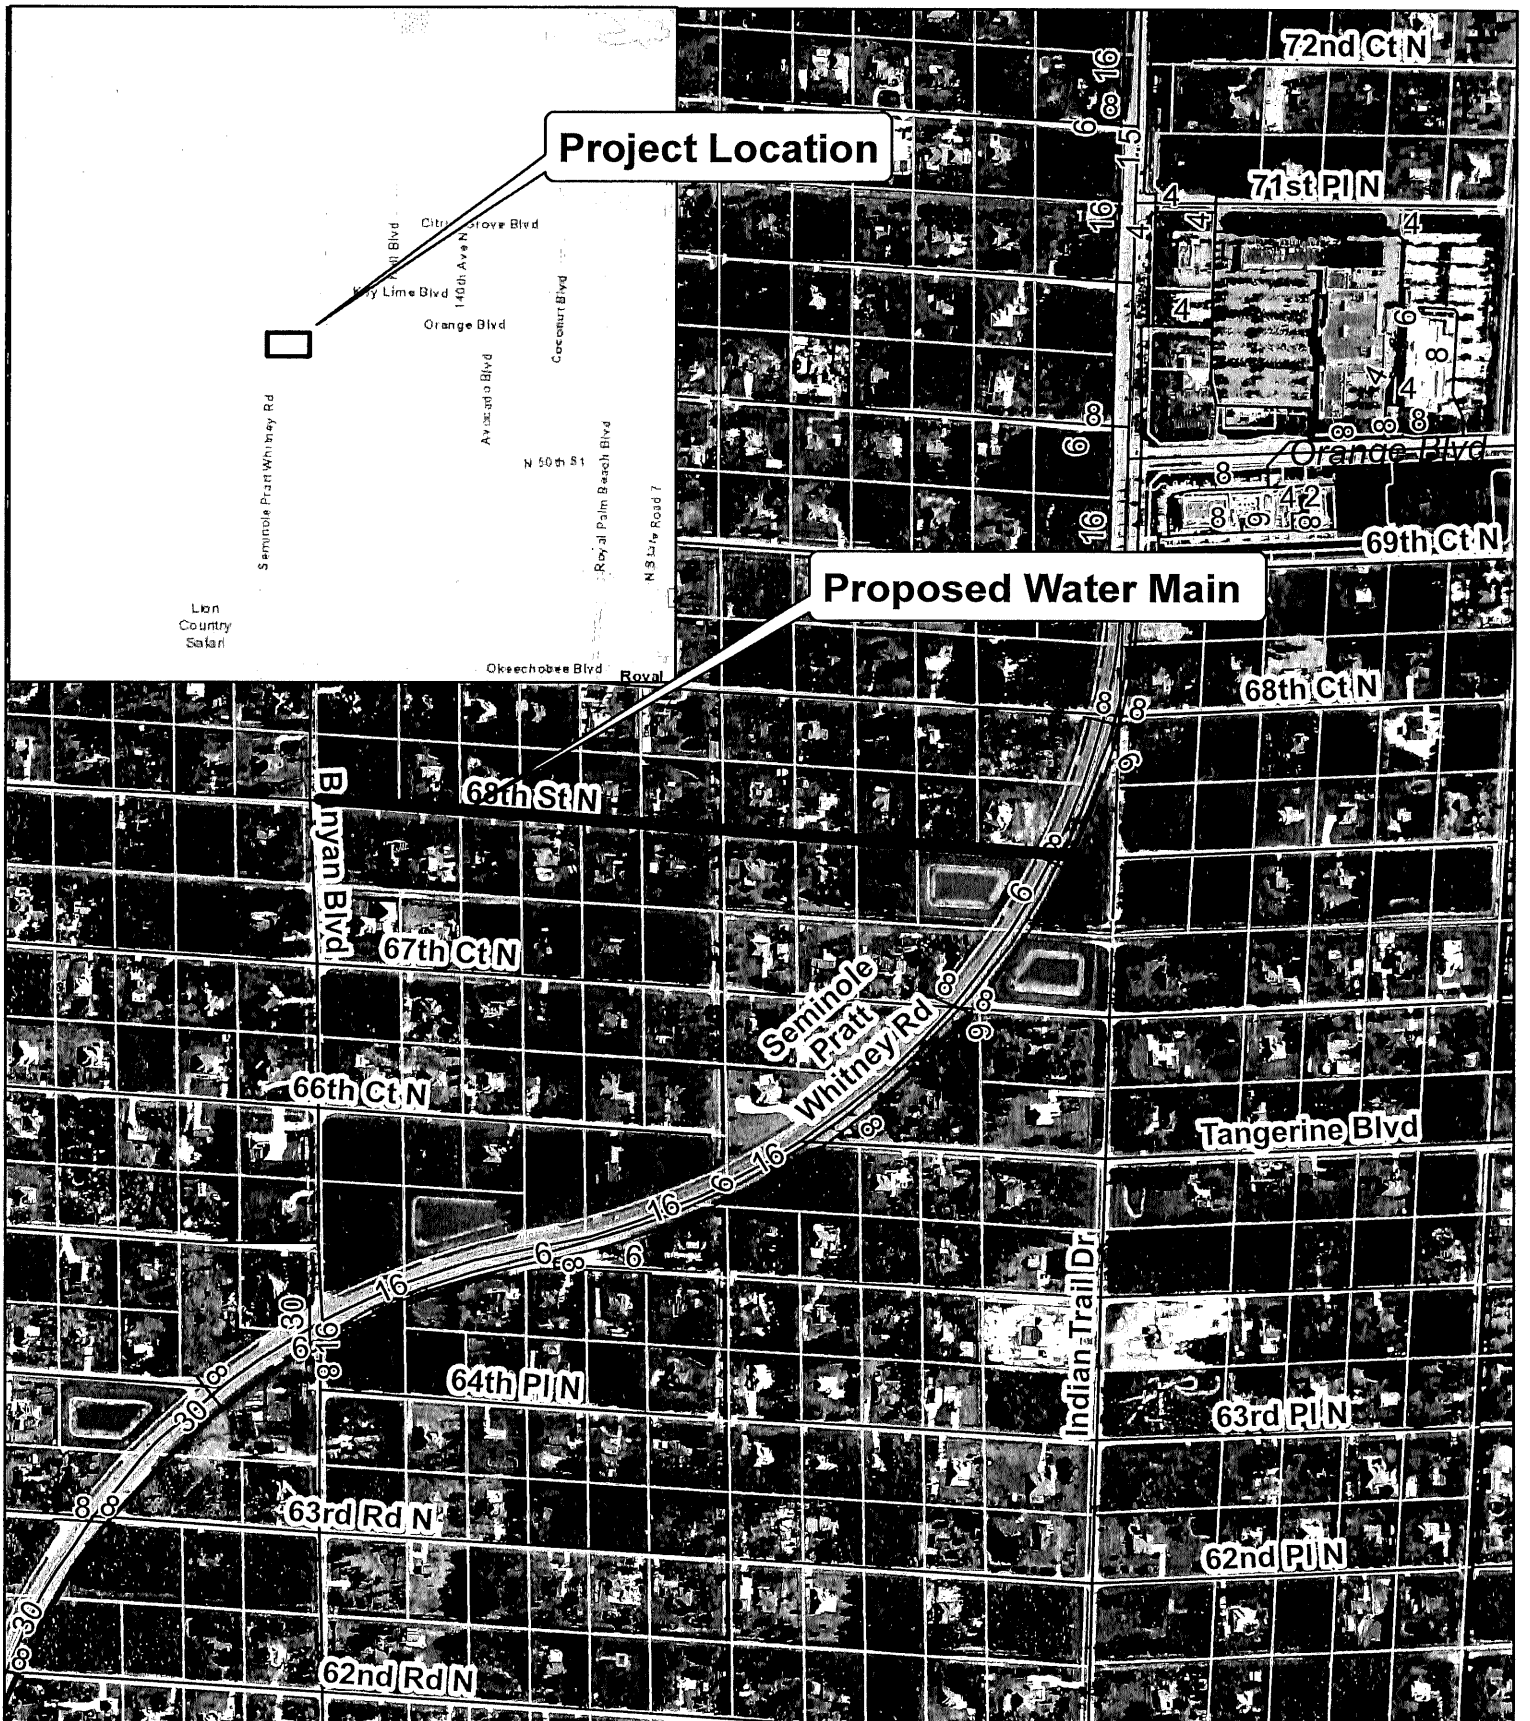 72nd Ct N
16
8
6
1.5
Project Location
71st Pl N
4
4
16
4
4
Citrus Grove Blvd
140th Ave N
Key Lime Blvd
Coconut Blvd
Orange Blvd
4
6
8
4
4
Avocado Blvd
Seminole Pratt Whitney Rd
8
6
8
8
8
Orange Blvd
N 50th St
Royal Palm Beach Blvd
N State Road 7
8
4
2
8
6
8
16
69th Ct N
Proposed Water Main
Lion
Country
Safari
Okeechobee Blvd
Royal
68th Ct N
8
8
6
68th St N
Banyan Blvd
8
6
67th Ct N
Seminole
Pratt
Whitney Rd
8
8
6
66th Ct N
8
Tangerine Blvd
16
6
16
Indian Trail Dr
6
8
6
16
30
6
16
8
64th Pl N
8
30
63rd Pl N
8
8
63rd Rd N
62nd Pl N
30
8
62nd Rd N